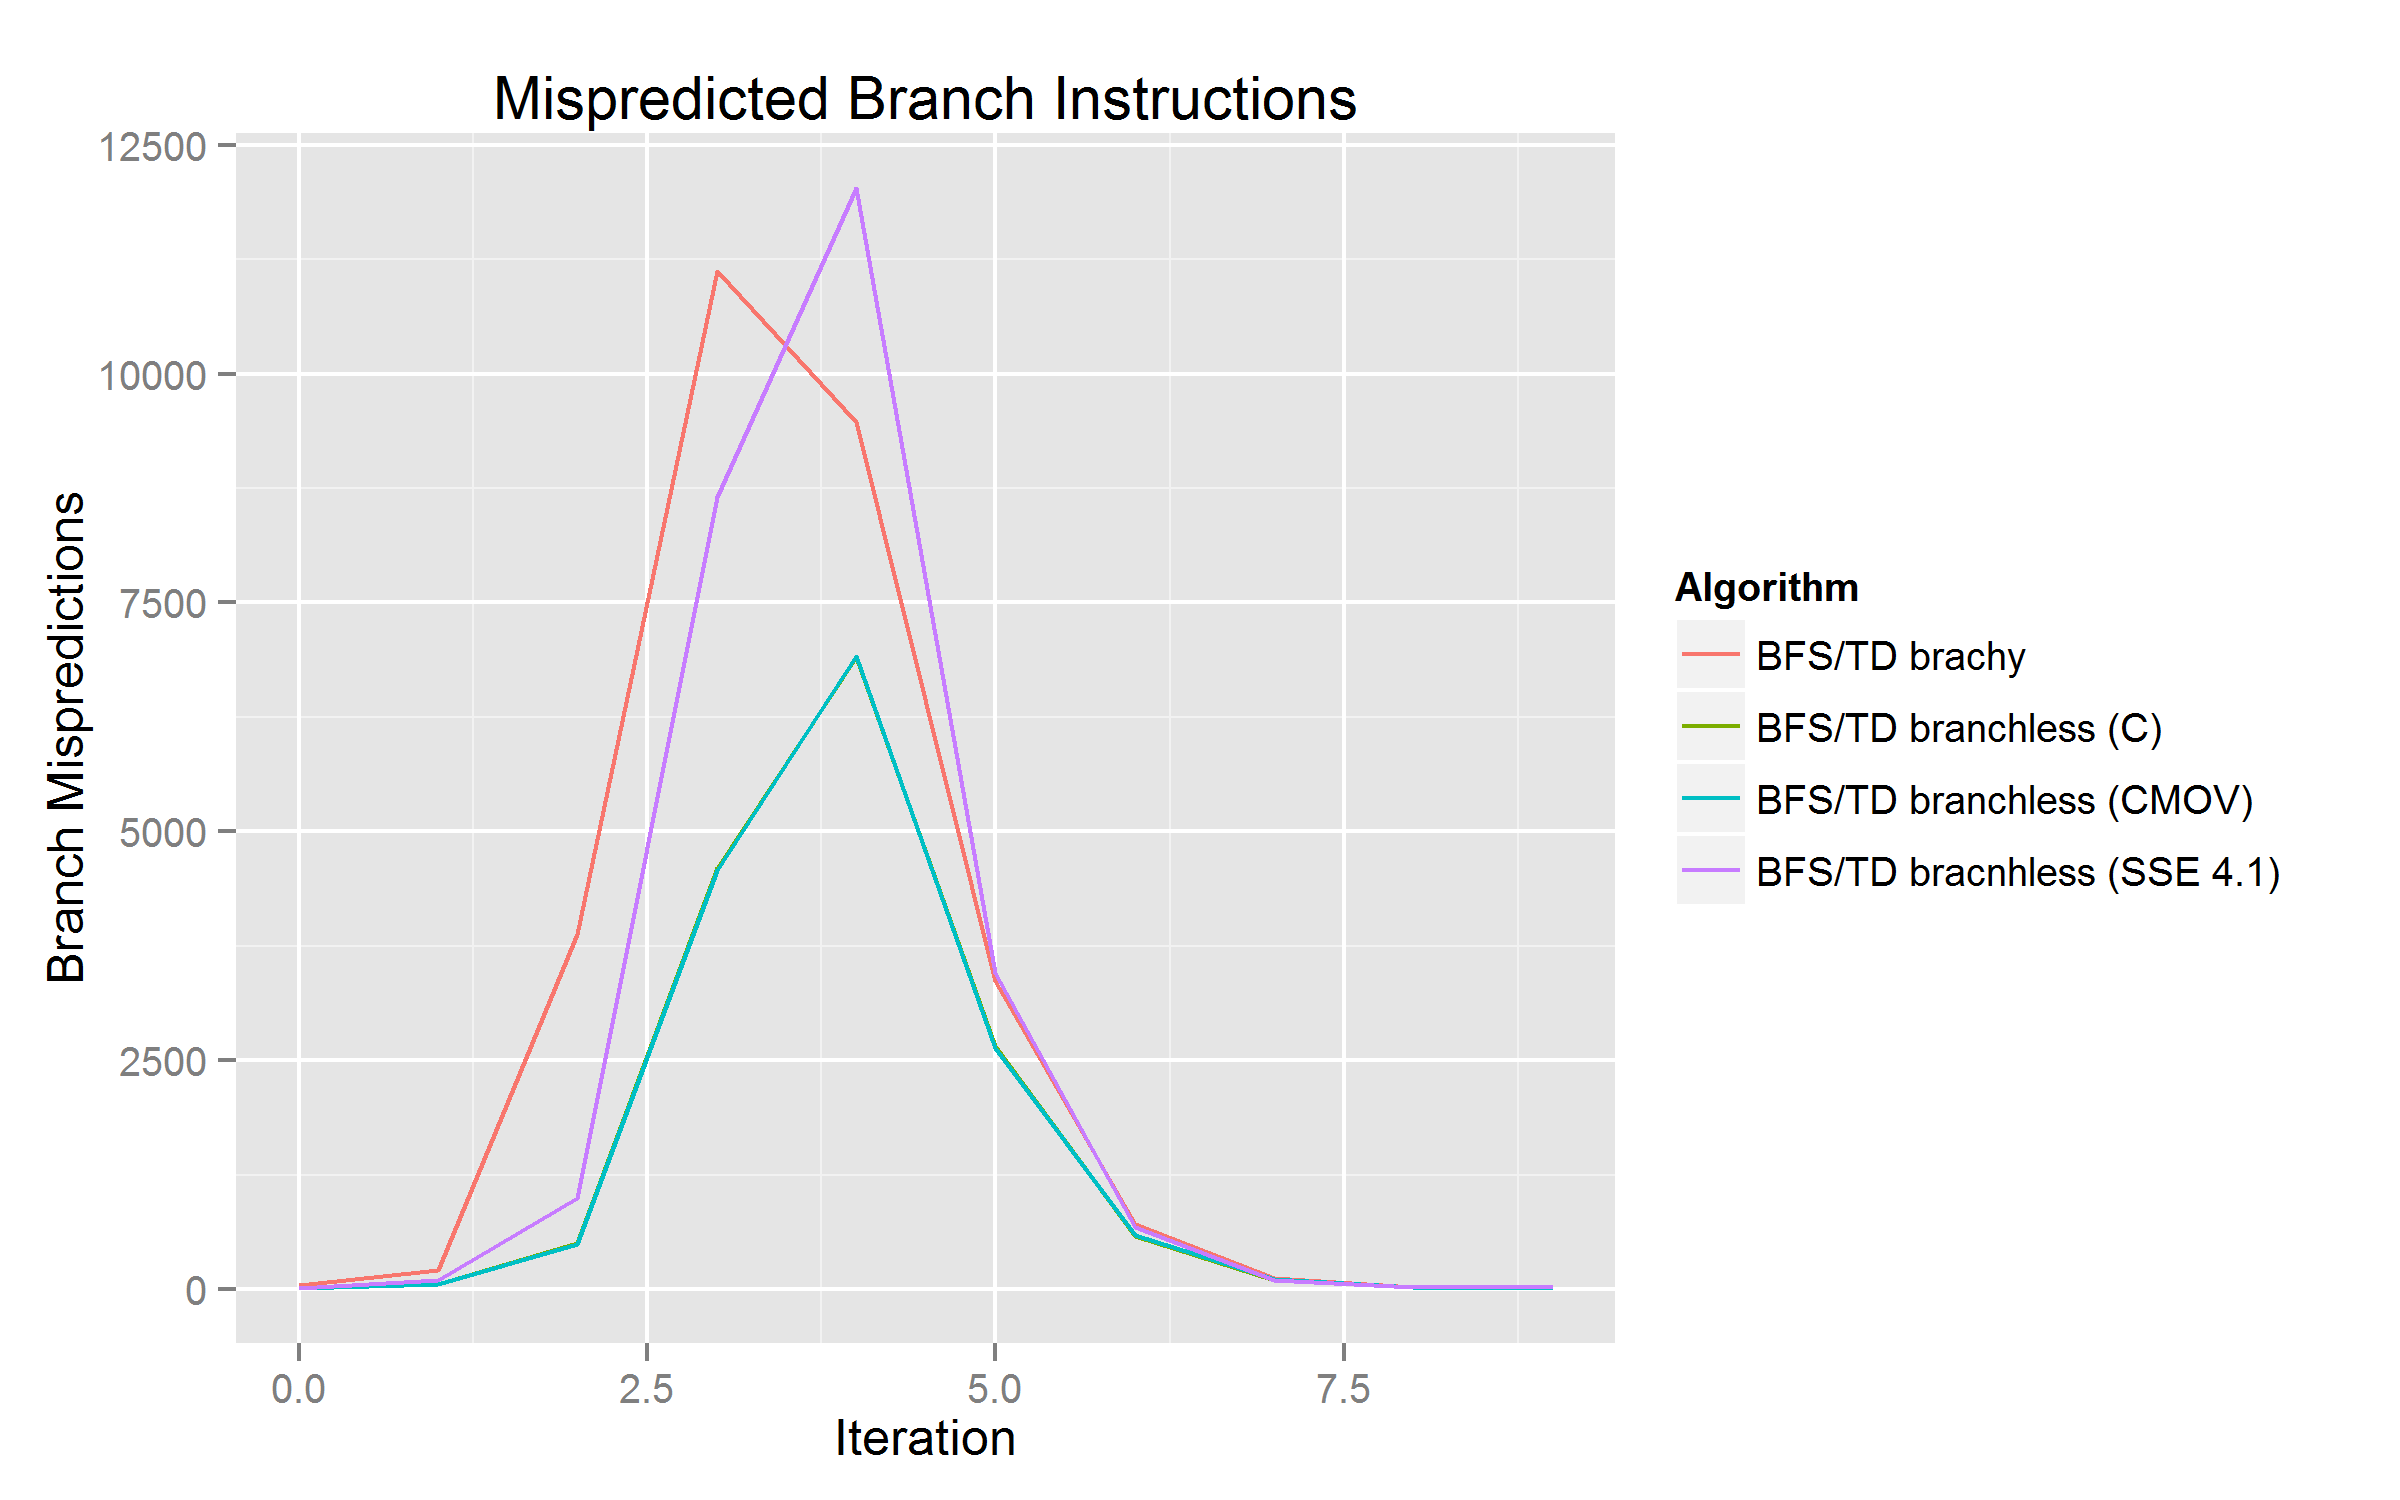 Mispredicted Branch Instructions
12500
10000
7500
5000
2500
0
Branch Mispredictions
0.0 2.5 5.0 7.5
Iteration
Algorithm
BFS/TD brachy
BFS/TD branchless (C)
BFS/TD branchless (CMOV)
BFS/TD bracnhless (SSE 4.1)